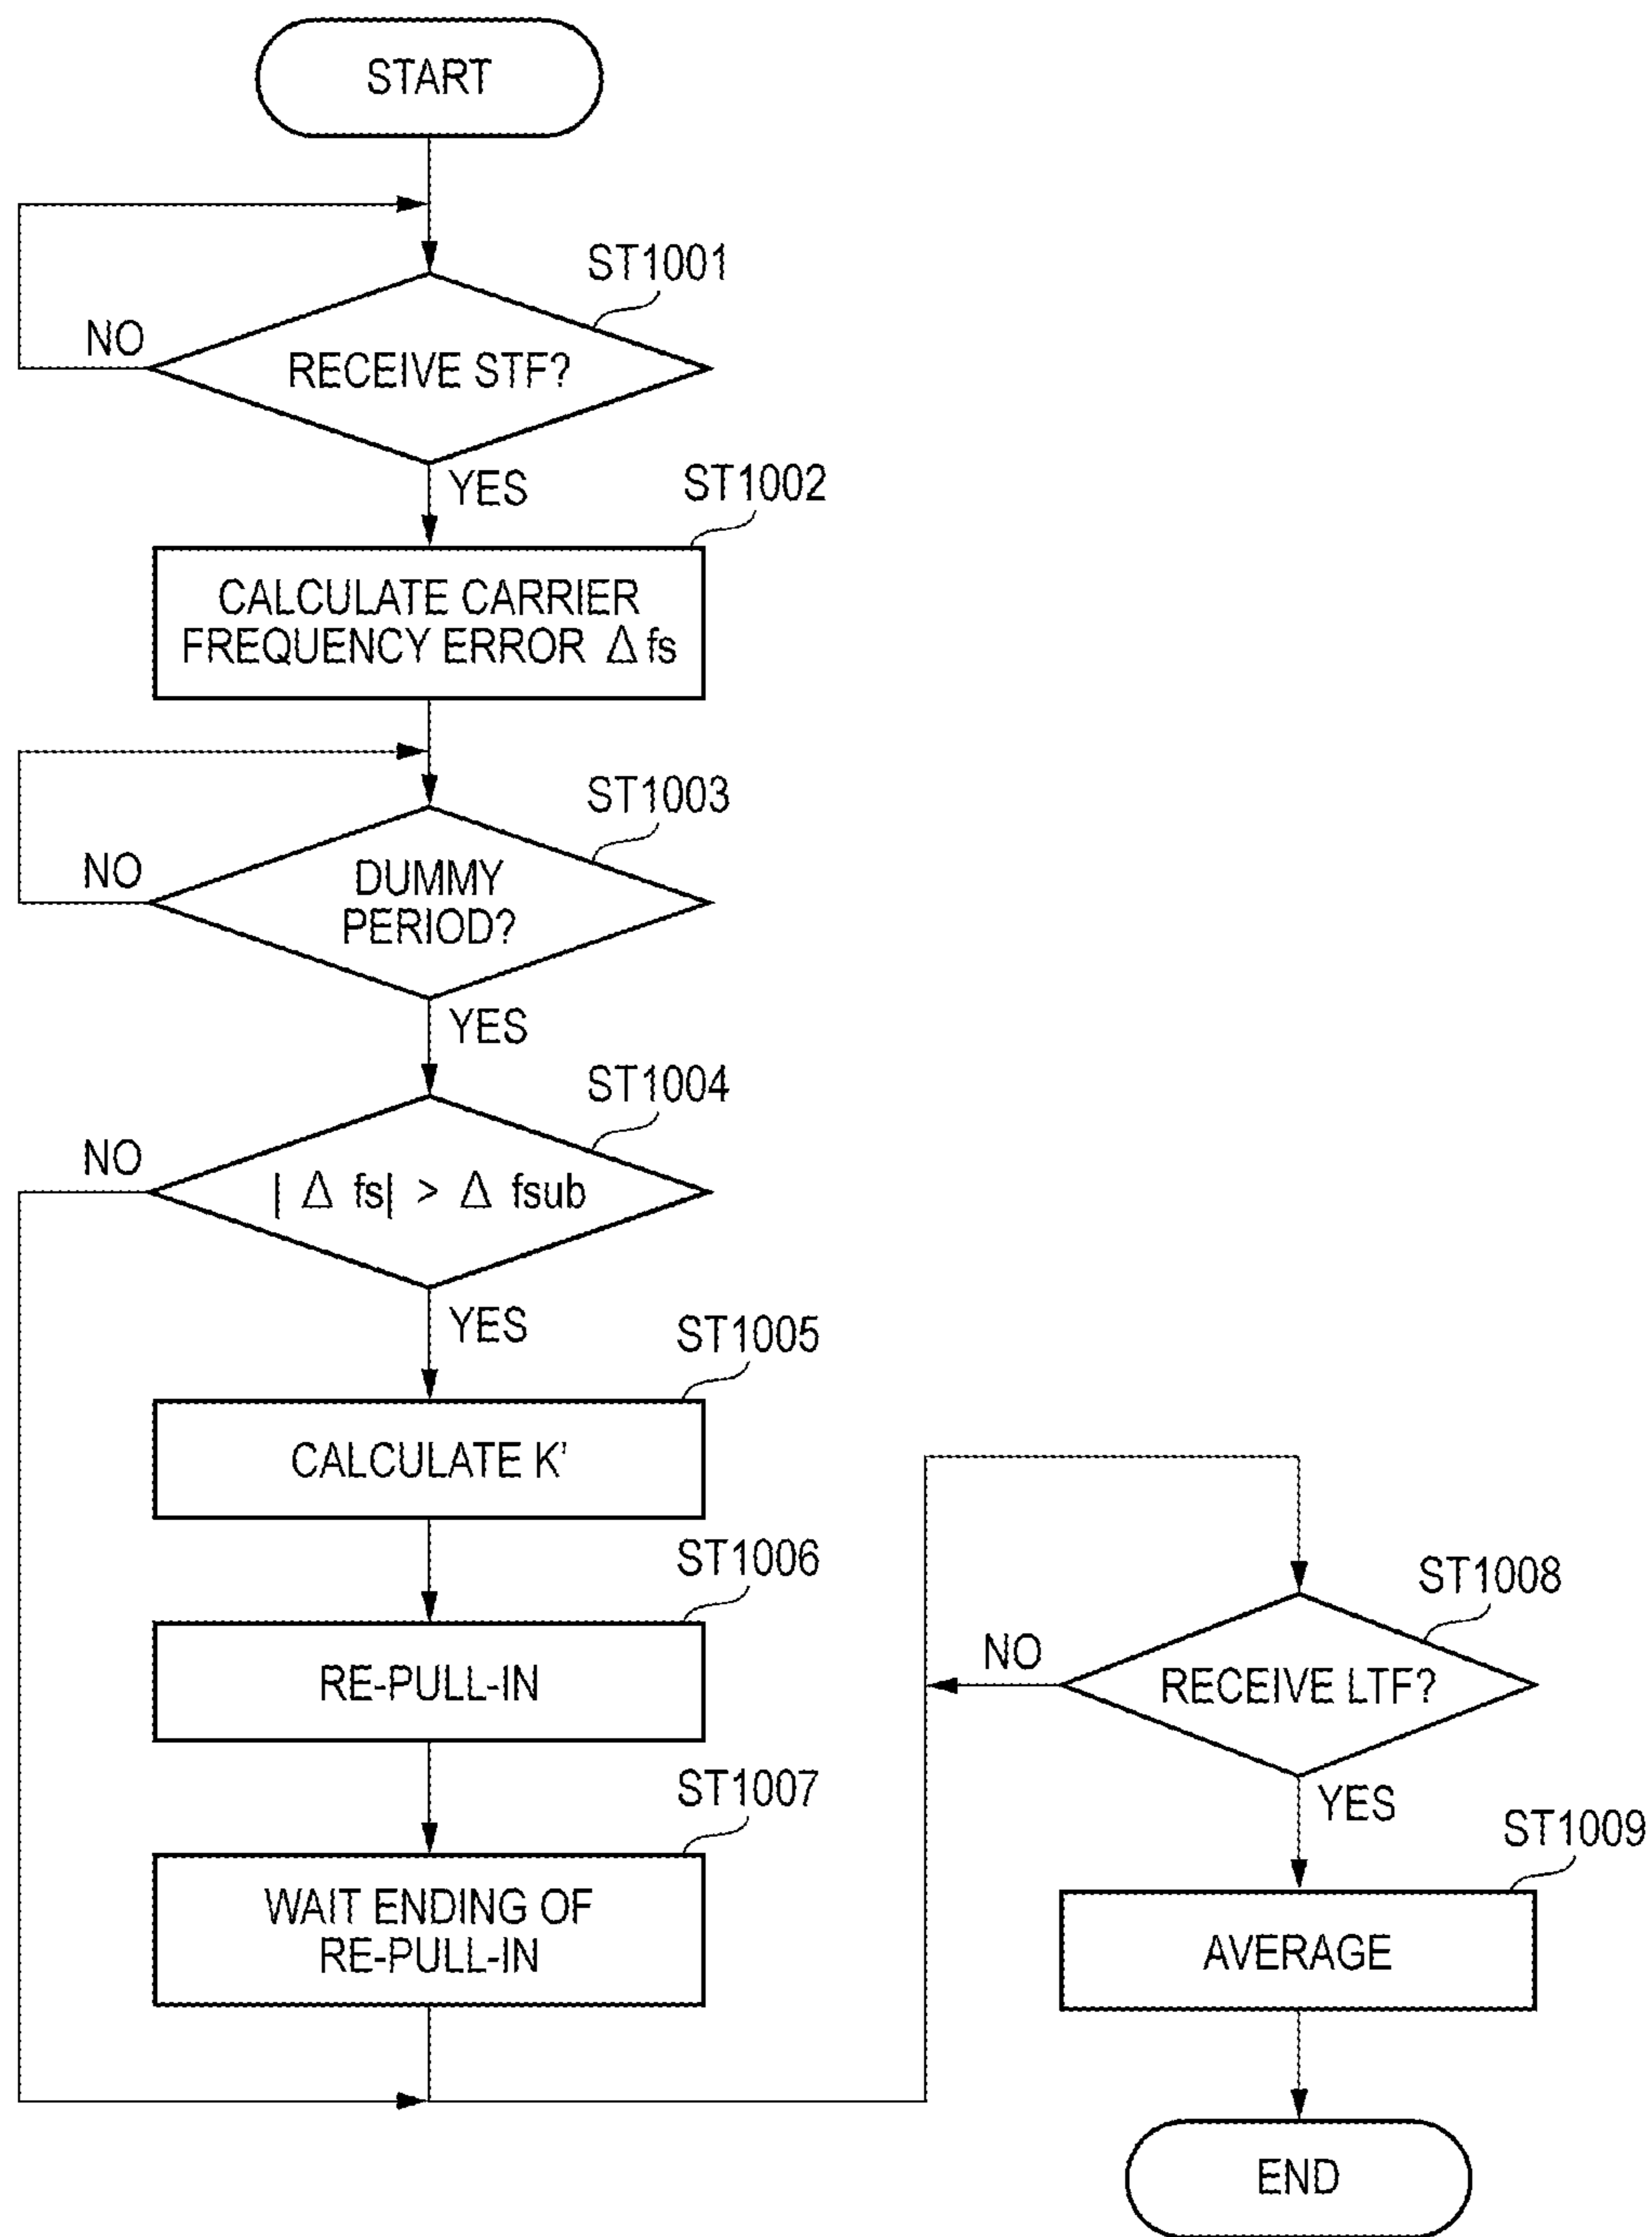 START
ST1001
NO
RECEIVE STF?
YES
ST1002
CALCULATE CARRIER
FREQUENCY ERROR Δ fs
ST1003
NO
DUMMY
PERIOD?
YES
ST1004
NO
| Δ fs| > Δ fsub
YES
ST1005
CALCULATE K'
ST1006
RE-PULL-IN
ST1007
WAIT ENDING OF
RE-PULL-IN
ST1008
NO
RECEIVE LTF?
YES
ST1009
AVERAGE
END